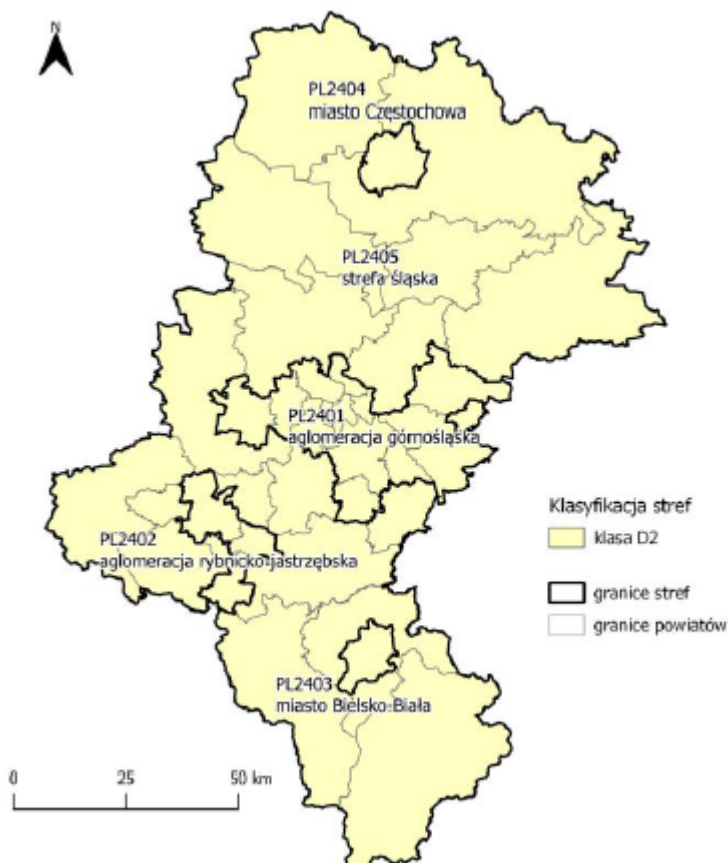 N
PL2404
miasto Częstochowa
PL2405
strefa śląska
PL2401
aglomeracja górnośląska
PL2402
aglomeracja rybnicko-jastrzębska
PL2403
miasto Bielsko-Biała
Klasyfikacja stref
klasa D2
granice stref
granice powiatów
0 25 50 km